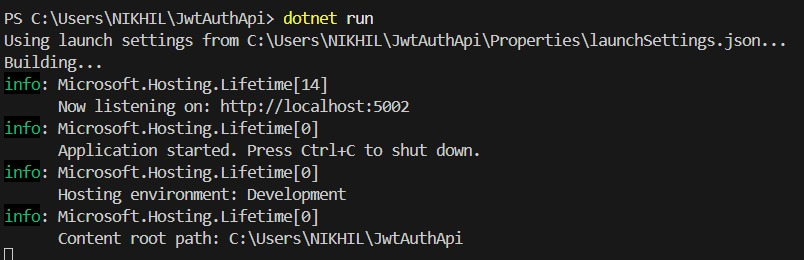 PS C:\Users\NIKHIL\JwtAuthApi> dotnet run
Using launch settings from C:\Users\NIKHIL\JwtAuthApi\Properties\launchSettings.json...
Building...
info: Microsoft.Hosting.Lifetime[14]
      Now listening on: http://localhost:5002
info: Microsoft.Hosting.Lifetime[0]
      Application started. Press Ctrl+C to shut down.
info: Microsoft.Hosting.Lifetime[0]
      Hosting environment: Development
info: Microsoft.Hosting.Lifetime[0]
      Content root path: C:\Users\NIKHIL\JwtAuthApi